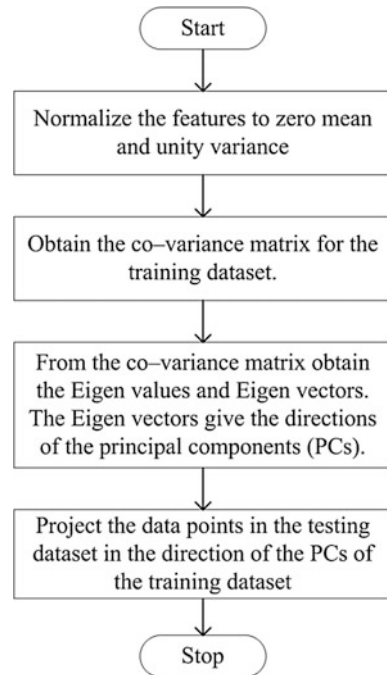 Start
Normalize the features to zero mean
and unity variance
Obtain the co–variance matrix for the
training dataset.
From the co–variance matrix obtain
the Eigen values and Eigen vectors.
The Eigen vectors give the directions
of the principal components (PCs).
Project the data points in the testing
dataset in the direction of the PCs of
the training dataset
Stop